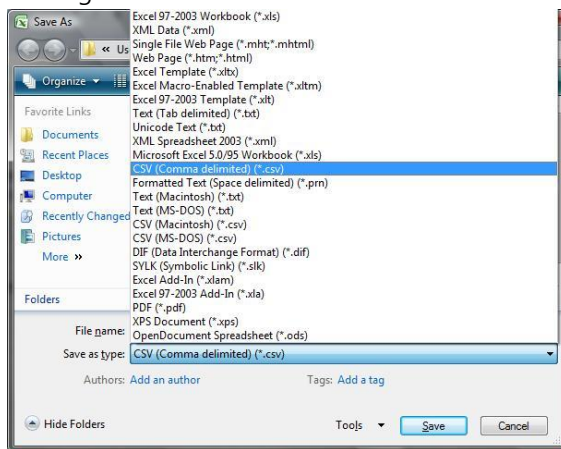 Save As
Excel 97-2003 Workbook (*.xls)
XML Data (*.xml)
Single File Web Page (*.mht;*.mhtml)
Web Page (*.htm;*.html)
Excel Template (*.xltx)
Excel Macro-Enabled Template (*.xltm)
Excel 97-2003 Template (*.xlt)
Text (Tab delimited) (*.txt)
Unicode Text (*.txt)
XML Spreadsheet 2003 (*.xml)
Microsoft Excel 5.0/95 Workbook (*.xls)
CSV (Comma delimited) (*.csv)
Formatted Text (Space delimited) (*.prn)
Text (Macintosh) (*.txt)
Text (MS-DOS) (*.txt)
CSV (Macintosh) (*.csv)
CSV (MS-DOS) (*.csv)
DIF (Data Interchange Format) (*.dif)
SYLK (Symbolic Link) (*.slk)
Excel Add-In (*.xlam)
Excel 97-2003 Add-In (*.xla)
PDF (*.pdf)
XPS Document (*.xps)
OpenDocument Spreadsheet (*.ods)
« Us
Organize
Favorite Links
Documents
Recent Places
Desktop
Computer
Recently Changed
Pictures
More »
Folders
File name:
Save as type: CSV (Comma delimited) (*.csv)
Authors: Add an author Tags: Add a tag
Hide Folders Tools Save Cancel